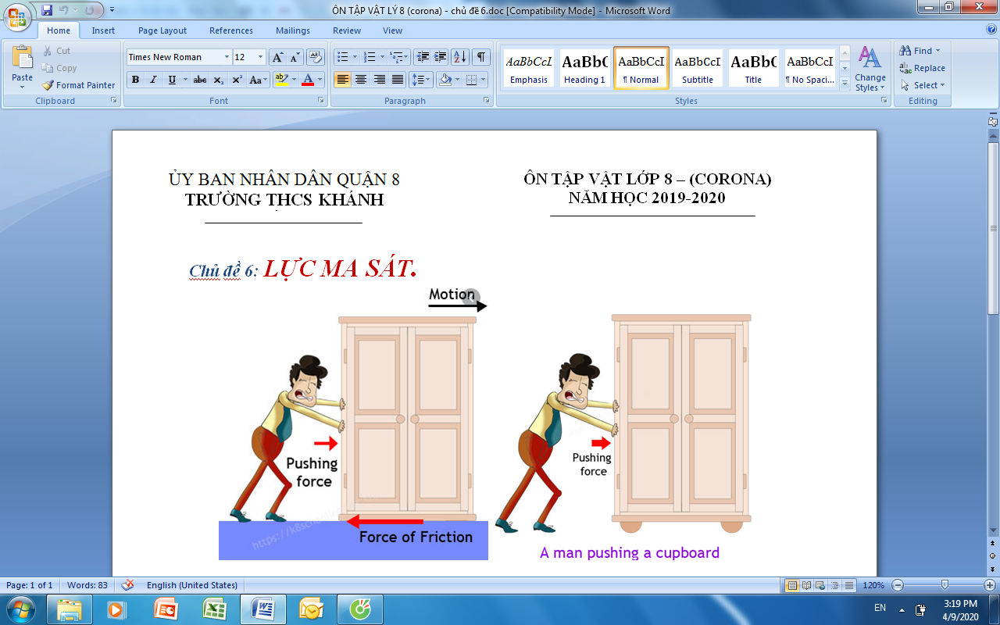 ÔN TẬP VẬT LÝ 8 (corona) - chủ đề 6.doc [Compatibility Mode] - Microsoft Word
Home Insert Page Layout References Mailings Review View
Paste
Cut
Copy
Format Painter
Clipboard
Times New Roman 12
B I U abc x₂ x² Aa
Font
Paragraph
AaBbCcI AaBbC AaBbCcI AaBbCcI AaBbC AaBbCcI
Emphasis Heading 1 ¶ Normal Subtitle Title ¶ No Spaci...
Change Styles
Styles
Find
Replace
Select
Editing
ỦY BAN NHÂN DÂN QUẬN 8
TRƯỜNG THCS KHÁNH
ÔN TẬP VẬT LỚP 8 – (CORONA)
NĂM HỌC 2019-2020
Chủ đề 6: LỰC MA SÁT.
Motion
Pushing
force
Force of Friction
Pushing
force
A man pushing a cupboard
Page: 1 of 1 Words: 83 English (United States) 120%
EN 3:19 PM
4/9/2020